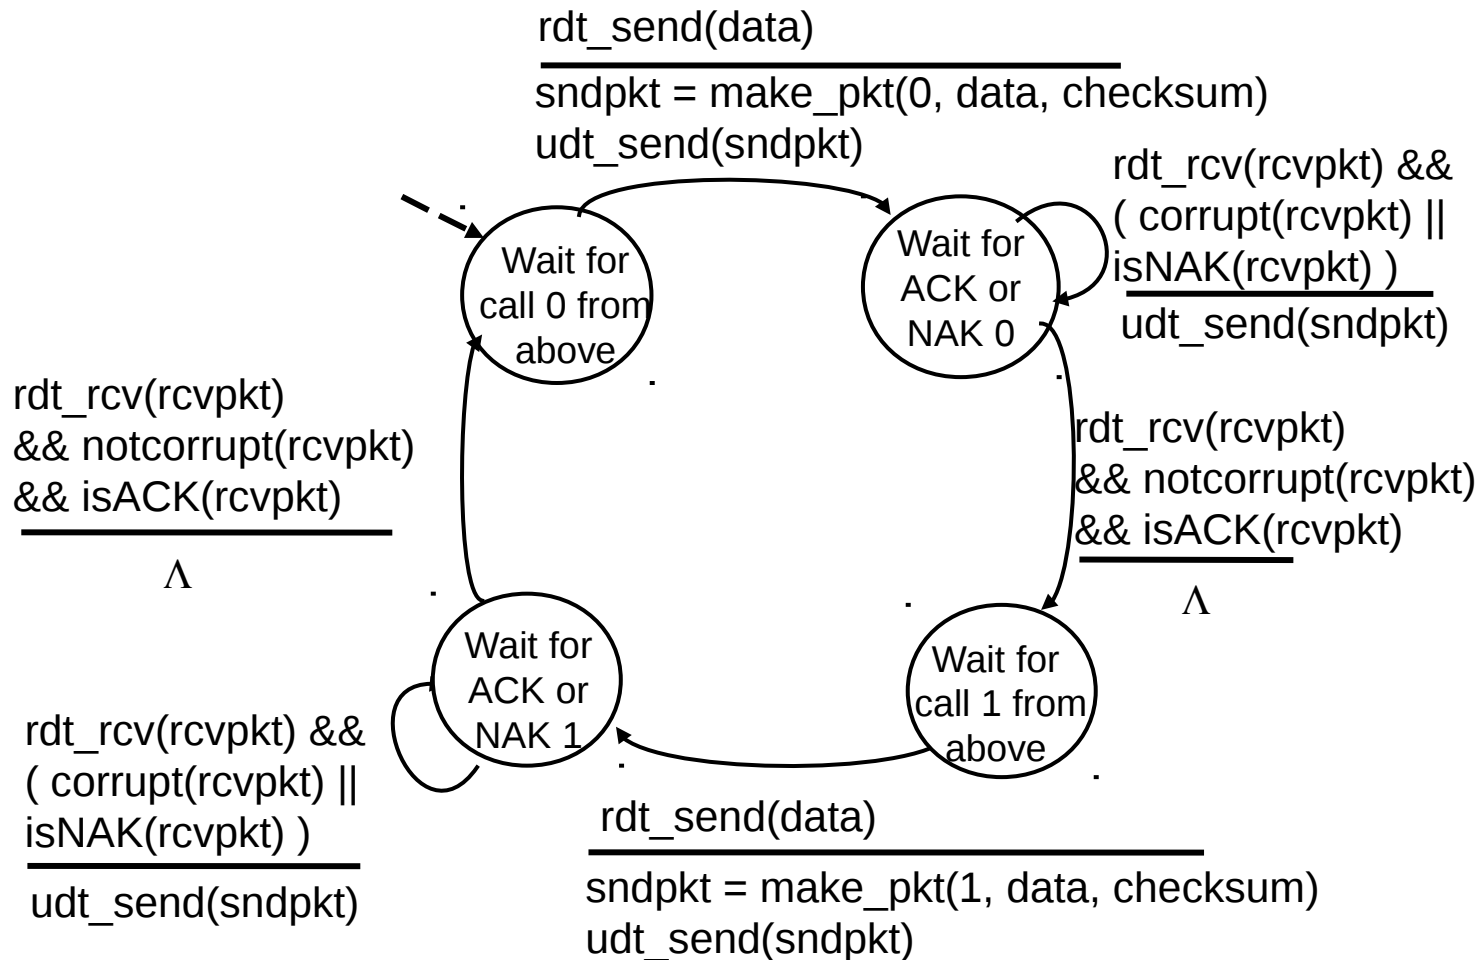 rdt_send(data)
sndpkt = make_pkt(0, data, checksum)
udt_send(sndpkt)
rdt_rcv(rcvpkt) &&
( corrupt(rcvpkt) ||
isNAK(rcvpkt) )
udt_send(sndpkt)
Wait for
call 0 from
above
Wait for
ACK or
NAK 0
rdt_rcv(rcvpkt)
&& notcorrupt(rcvpkt)
&& isACK(rcvpkt)
Λ
rdt_rcv(rcvpkt)
&& notcorrupt(rcvpkt)
&& isACK(rcvpkt)
Λ
Wait for
ACK or
NAK 1
Wait for
call 1 from
above
rdt_rcv(rcvpkt) &&
( corrupt(rcvpkt) ||
isNAK(rcvpkt) )
udt_send(sndpkt)
rdt_send(data)
sndpkt = make_pkt(1, data, checksum)
udt_send(sndpkt)